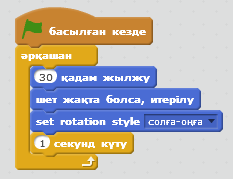 басылған кезде
әрқашан
30 қадам жылжу
шет жақта болса, итерілу
set rotation style солға-оңға
1 секунд күту